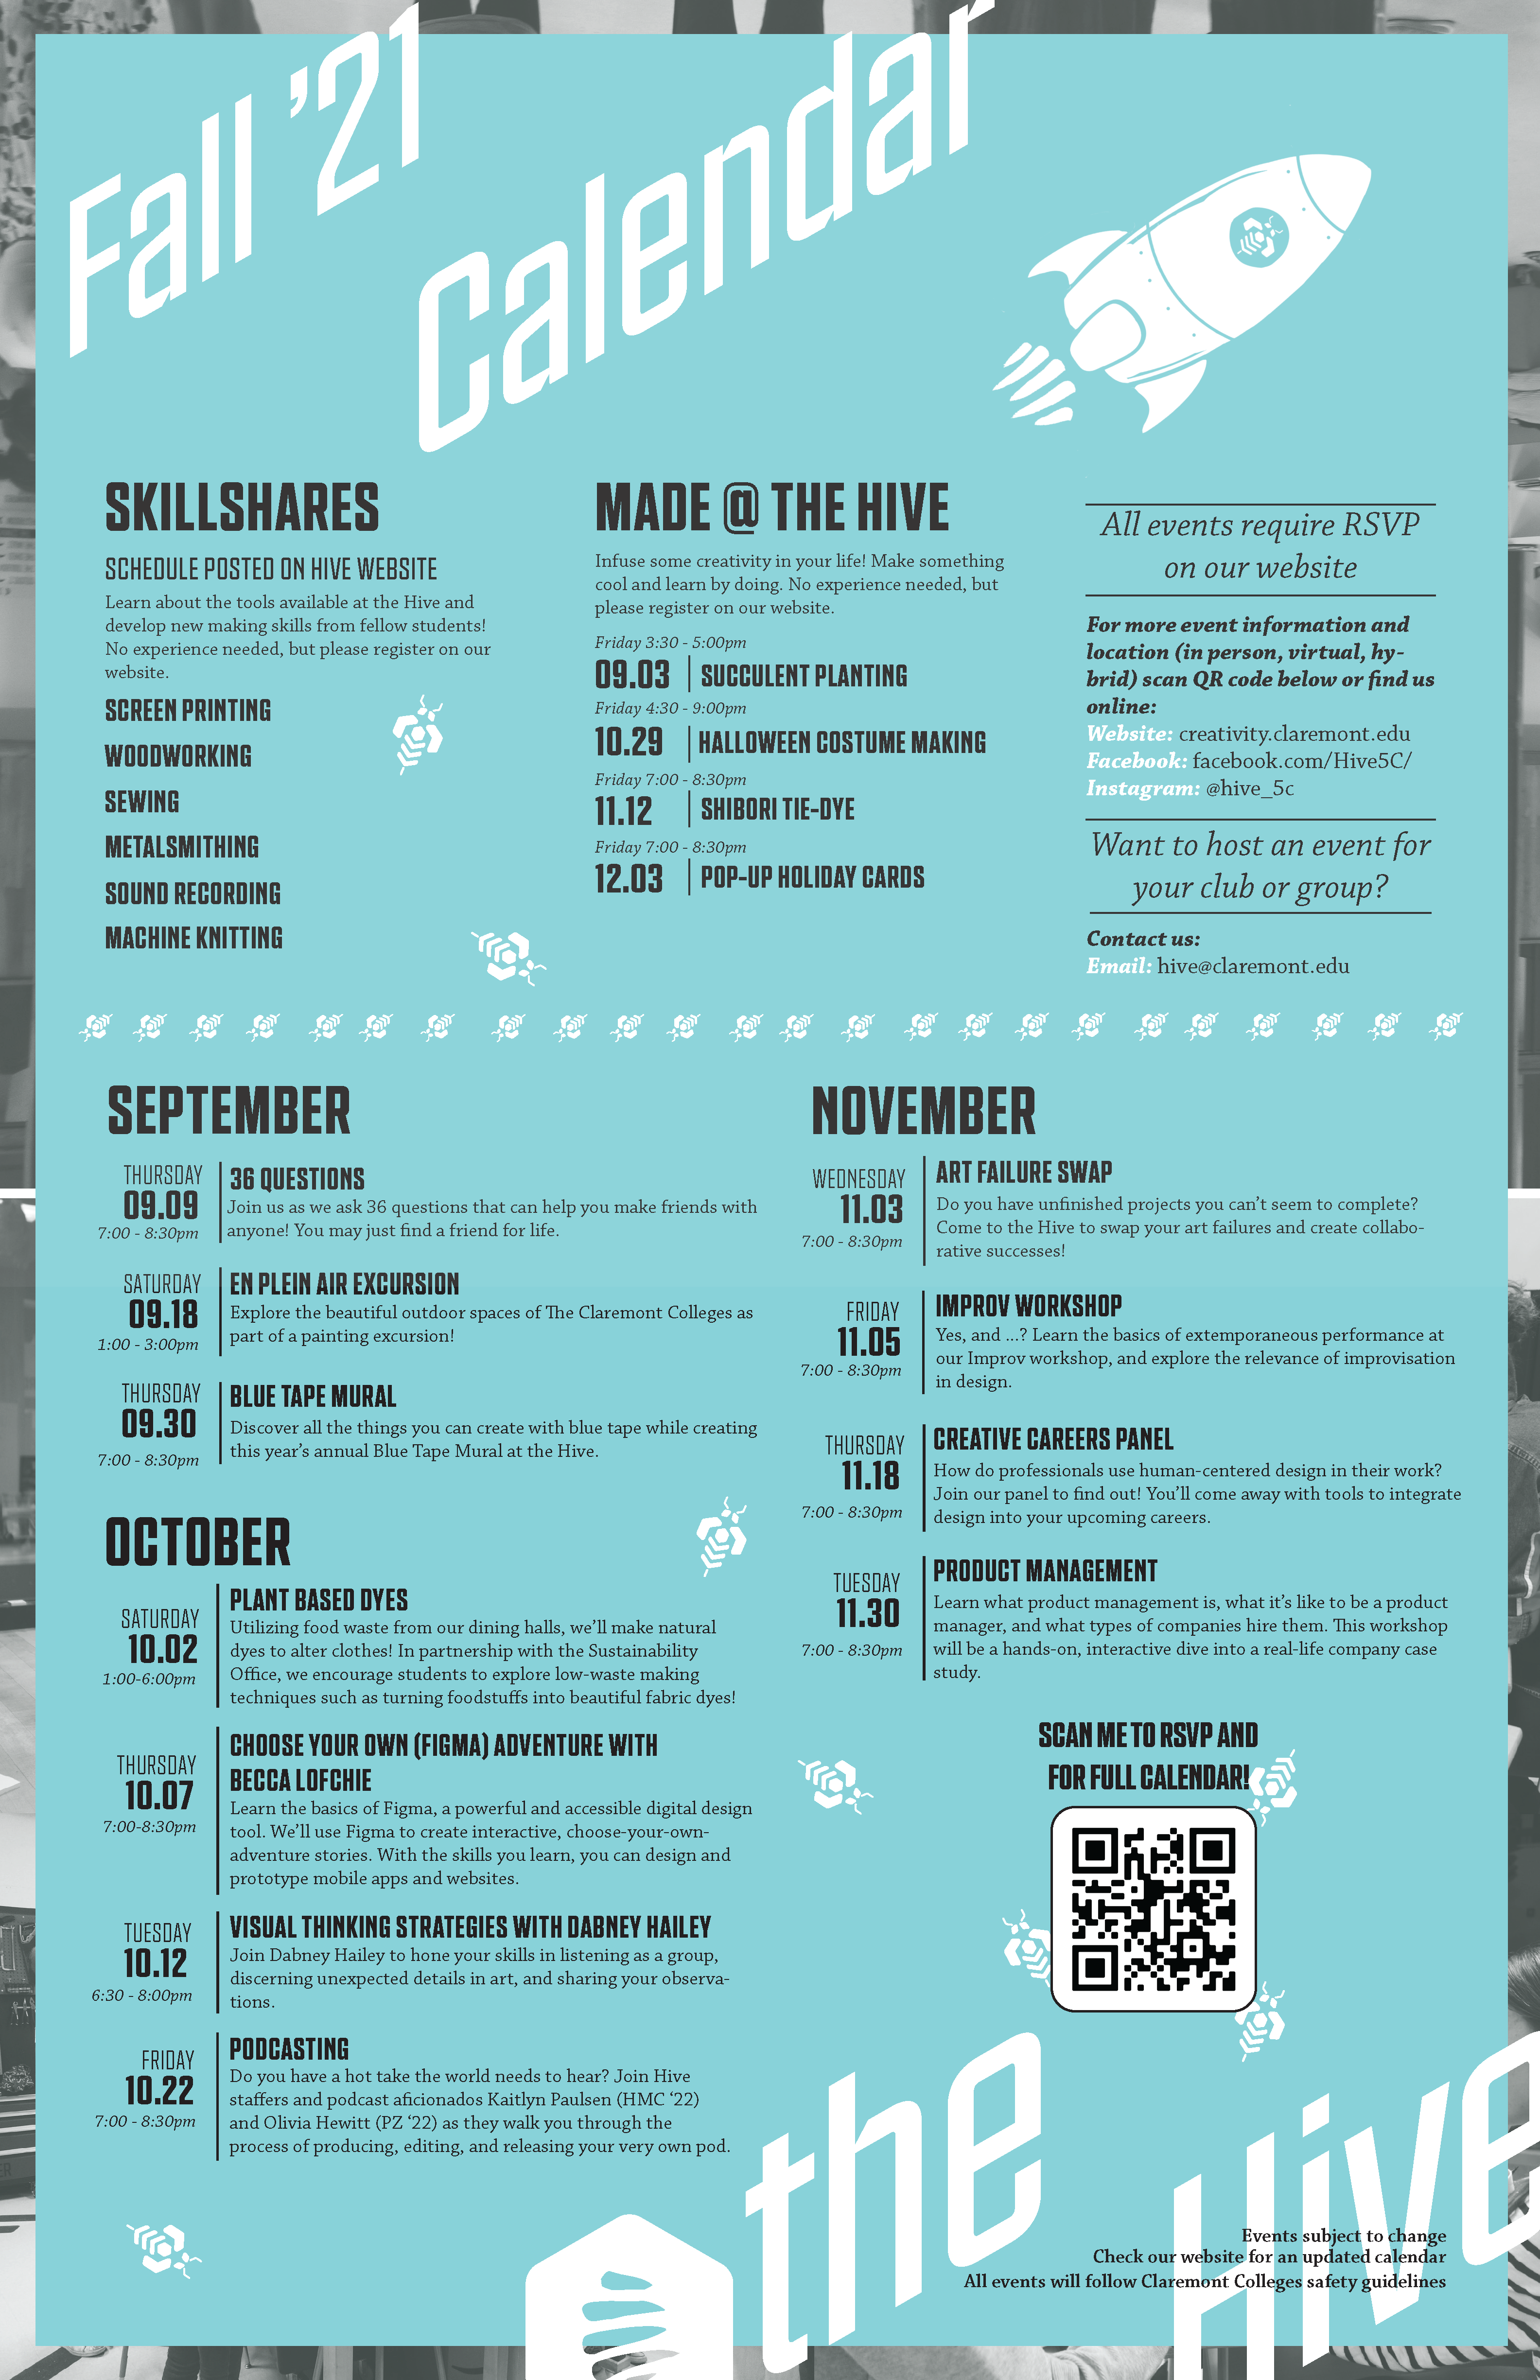 Fall ’21
Calendar
SKILLSHARES
SCHEDULE POSTED ON HIVE WEBSITE
Learn about the tools available at the Hive and
develop new making skills from fellow students!
No experience needed, but please register on our
website.
SCREEN PRINTING
WOODWORKING
SEWING
METALSMITHING
SOUND RECORDING
MACHINE KNITTING
MADE @ THE HIVE
Infuse some creativity in your life! Make something
cool and learn by doing. No experience needed, but
please register on our website.
Friday 3:30 - 5:00pm
09.03 SUCCULENT PLANTING
Friday 4:30 - 9:00pm
10.29 HALLOWEEN COSTUME MAKING
Friday 7:00 - 8:30pm
11.12 SHIBORI TIE-DYE
Friday 7:00 - 8:30pm
12.03 POP-UP HOLIDAY CARDS
All events require RSVP
on our website
For more event information and
location (in person, virtual, hy-
brid) scan QR code below or find us
online:
Website: creativity.claremont.edu
Facebook: facebook.com/Hive5C/
Instagram: @hive_5c
Want to host an event for
your club or group?
Contact us:
Email: hive@claremont.edu
SEPTEMBER
THURSDAY
09.09
7:00 - 8:30pm
36 QUESTIONS
Join us as we ask 36 questions that can help you make friends with
anyone! You may just find a friend for life.
SATURDAY
09.18
1:00 - 3:00pm
EN PLEIN AIR EXCURSION
Explore the beautiful outdoor spaces of The Claremont Colleges as
part of a painting excursion!
THURSDAY
09.30
7:00 - 8:30pm
BLUE TAPE MURAL
Discover all the things you can create with blue tape while creating
this year’s annual Blue Tape Mural at the Hive.
OCTOBER
SATURDAY
10.02
1:00-6:00pm
PLANT BASED DYES
Utilizing food waste from our dining halls, we’ll make natural
dyes to alter clothes! In partnership with the Sustainability
Office, we encourage students to explore low-waste making
techniques such as turning foodstuffs into beautiful fabric dyes!
THURSDAY
10.07
7:00-8:30pm
CHOOSE YOUR OWN (FIGMA) ADVENTURE WITH
BECCA LOFCHIE
Learn the basics of Figma, a powerful and accessible digital design
tool. We’ll use Figma to create interactive, choose-your-own-
adventure stories. With the skills you learn, you can design and
prototype mobile apps and websites.
TUESDAY
10.12
6:30 - 8:00pm
VISUAL THINKING STRATEGIES WITH DABNEY HAILEY
Join Dabney Hailey to hone your skills in listening as a group,
discerning unexpected details in art, and sharing your observa-
tions.
FRIDAY
10.22
7:00 - 8:30pm
PODCASTING
Do you have a hot take the world needs to hear? Join Hive
staffers and podcast aficionados Kaitlyn Paulsen (HMC ‘22)
and Olivia Hewitt (PZ ‘22) as they walk you through the
process of producing, editing, and releasing your very own pod.
NOVEMBER
WEDNESDAY
11.03
7:00 - 8:30pm
ART FAILURE SWAP
Do you have unfinished projects you can’t seem to complete?
Come to the Hive to swap your art failures and create collabo-
rative successes!
FRIDAY
11.05
7:00 - 8:30pm
IMPROV WORKSHOP
Yes, and ...? Learn the basics of extemporaneous performance at
our Improv workshop, and explore the relevance of improvisation
in design.
THURSDAY
11.18
7:00 - 8:30pm
CREATIVE CAREERS PANEL
How do professionals use human-centered design in their work?
Join our panel to find out! You’ll come away with tools to integrate
design into your upcoming careers.
TUESDAY
11.30
7:00 - 8:30pm
PRODUCT MANAGEMENT
Learn what product management is, what it’s like to be a product
manager, and what types of companies hire them. This workshop
will be a hands-on, interactive dive into a real-life company case
study.
SCAN ME TO RSVP AND
FOR FULL CALENDAR!
the Hive
Events subject to change
Check our website for an updated calendar
All events will follow Claremont Colleges safety guidelines